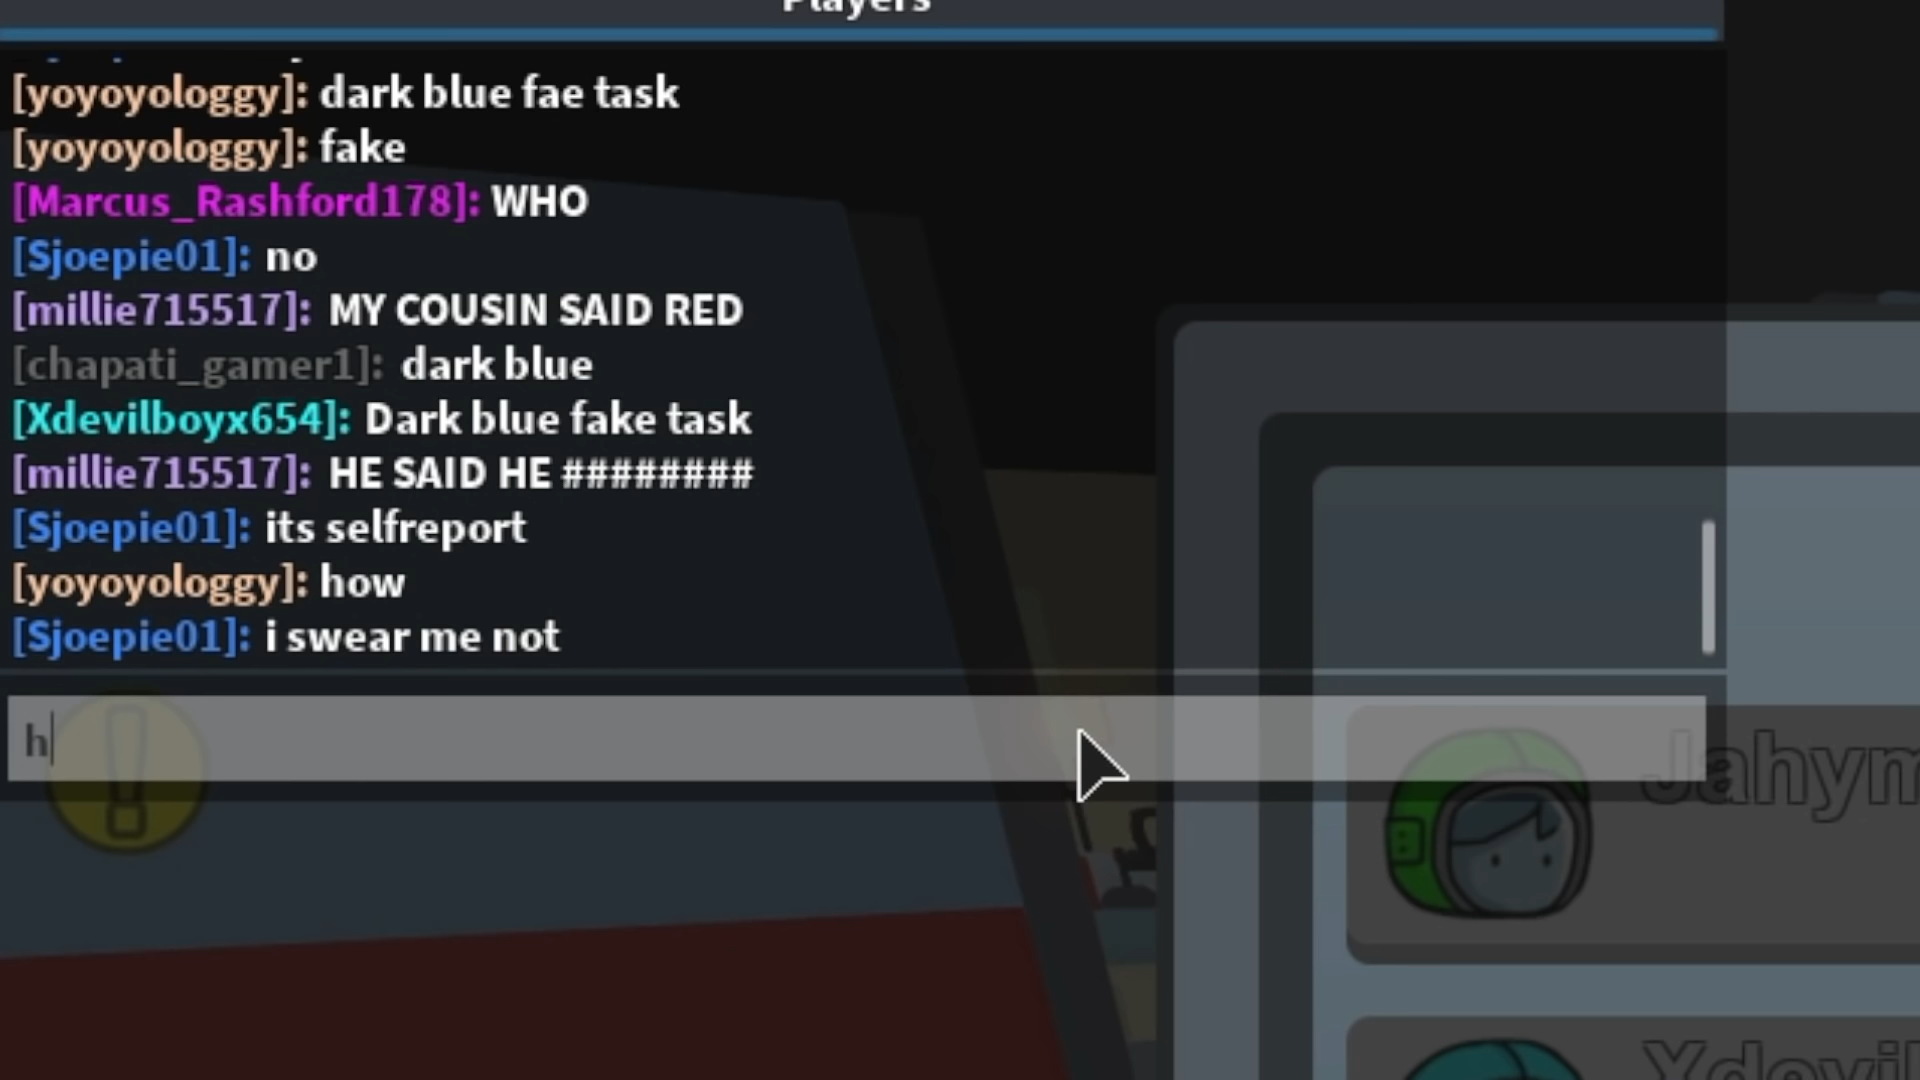 Players
[yoyoyologgy]: dark blue fae task
[yoyoyologgy]: fake
[Marcus_Rashford178]: WHO
[Sjoepie01]: no
[millie715517]: MY COUSIN SAID RED
[chapati_gamer1]: dark blue
[Xdevilboyx654]: Dark blue fake task
[millie715517]: HE SAID HE ########
[Sjoepie01]: its selfreport
[yoyoyologgy]: how
[Sjoepie01]: i swear me not
h
Jahym
Xdevil